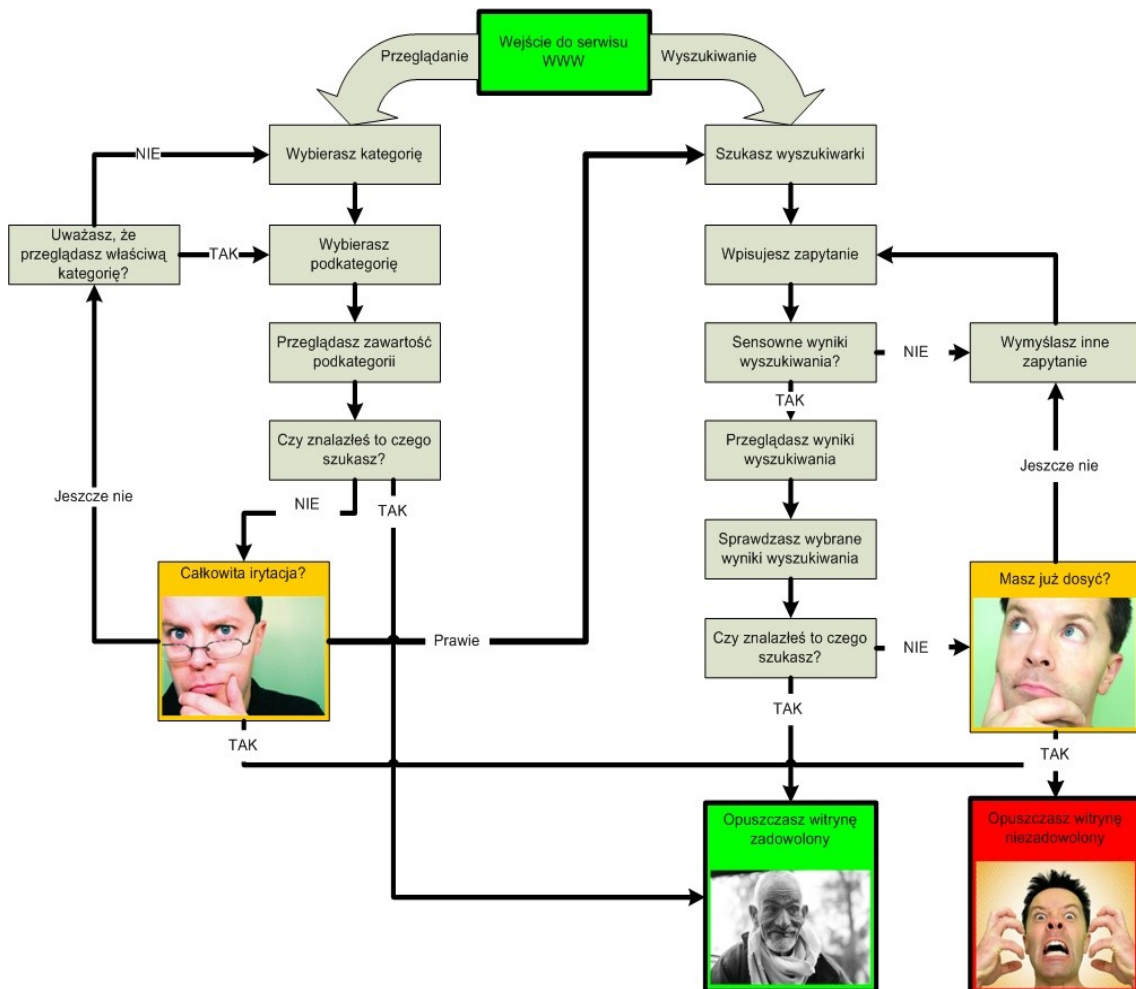 Wejście do serwisu
WWW
Przeglądanie
Wyszukiwanie
NIE
Wybierasz kategorię
Szukasz wyszukiwarki
Uważasz, że
przeglądasz właściwą
kategorię?
TAK
Wybierasz
podkategorię
Wpisujesz zapytanie
Przeglądasz zawartość
podkategorii
Sensowne wyniki
wyszukiwania?
NIE
Wymyślasz inne
zapytanie
TAK
Czy znalazłeś to czego
szukasz?
Przeglądasz wyniki
wyszukiwania
Jeszcze nie
NIE
TAK
Jeszcze nie
Sprawdzasz wybrane
wyniki wyszukiwania
Całkowita irytacja?
Masz już dosyć?
Prawie
Czy znalazłeś to czego
szukasz?
NIE
TAK
TAK
TAK
Opuszczasz witrynę
zadowolony
Opuszczasz witrynę
niezadowolony